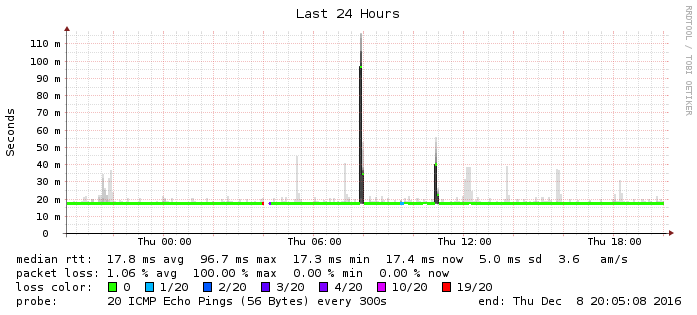 Last 24 Hours
RRDTOOL / TOBI OETIKER
Seconds
110 m
100 m
90 m
80 m
70 m
60 m
50 m
40 m
30 m
20 m
10 m
0
Thu 00:00 Thu 06:00 Thu 12:00 Thu 18:00
median rtt: 17.8 ms avg 96.7 ms max 17.3 ms min 17.4 ms now 5.0 ms sd 3.6 am/s
packet loss: 1.06 % avg 100.00 % max 0.00 % min 0.00 % now
loss color: 0 1/20 2/20 3/20 4/20 10/20 19/20
probe: 20 ICMP Echo Pings (56 Bytes) every 300s end: Thu Dec 8 20:05:08 2016